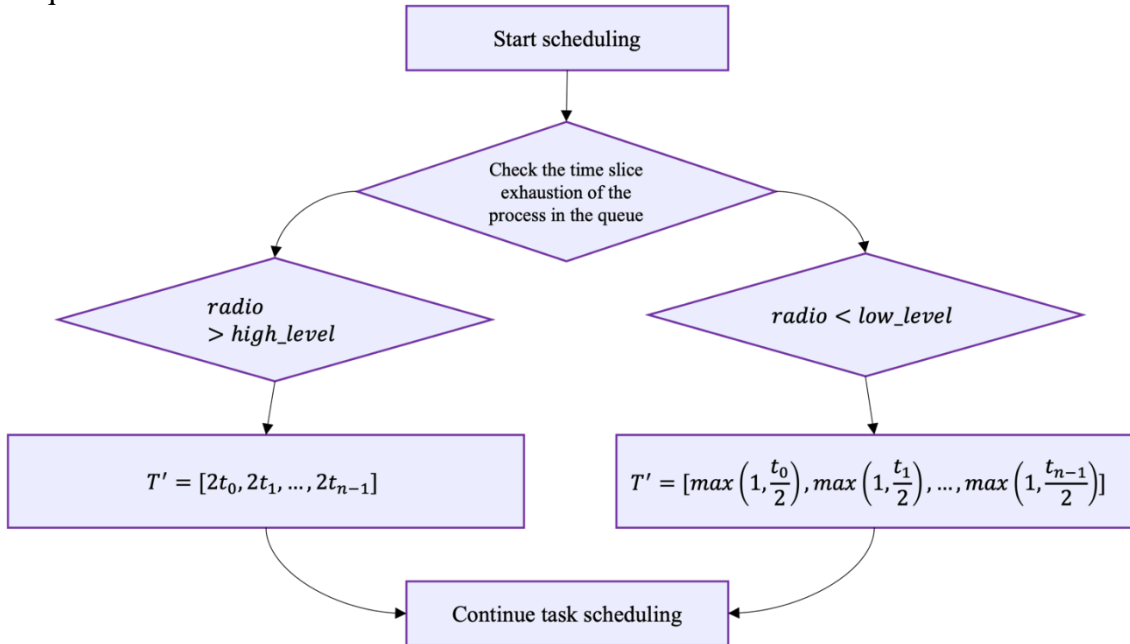 Start scheduling
Check the time slice
exhaustion of the
process in the queue
radio
> high_level
radio < low_level
T′ = [2t₀, 2t₁, ..., 2tₙ₋₁]
T′ = [max(1, t₀/2), max(1, t₁/2), ..., max(1, tₙ₋₁/2)]
Continue task scheduling